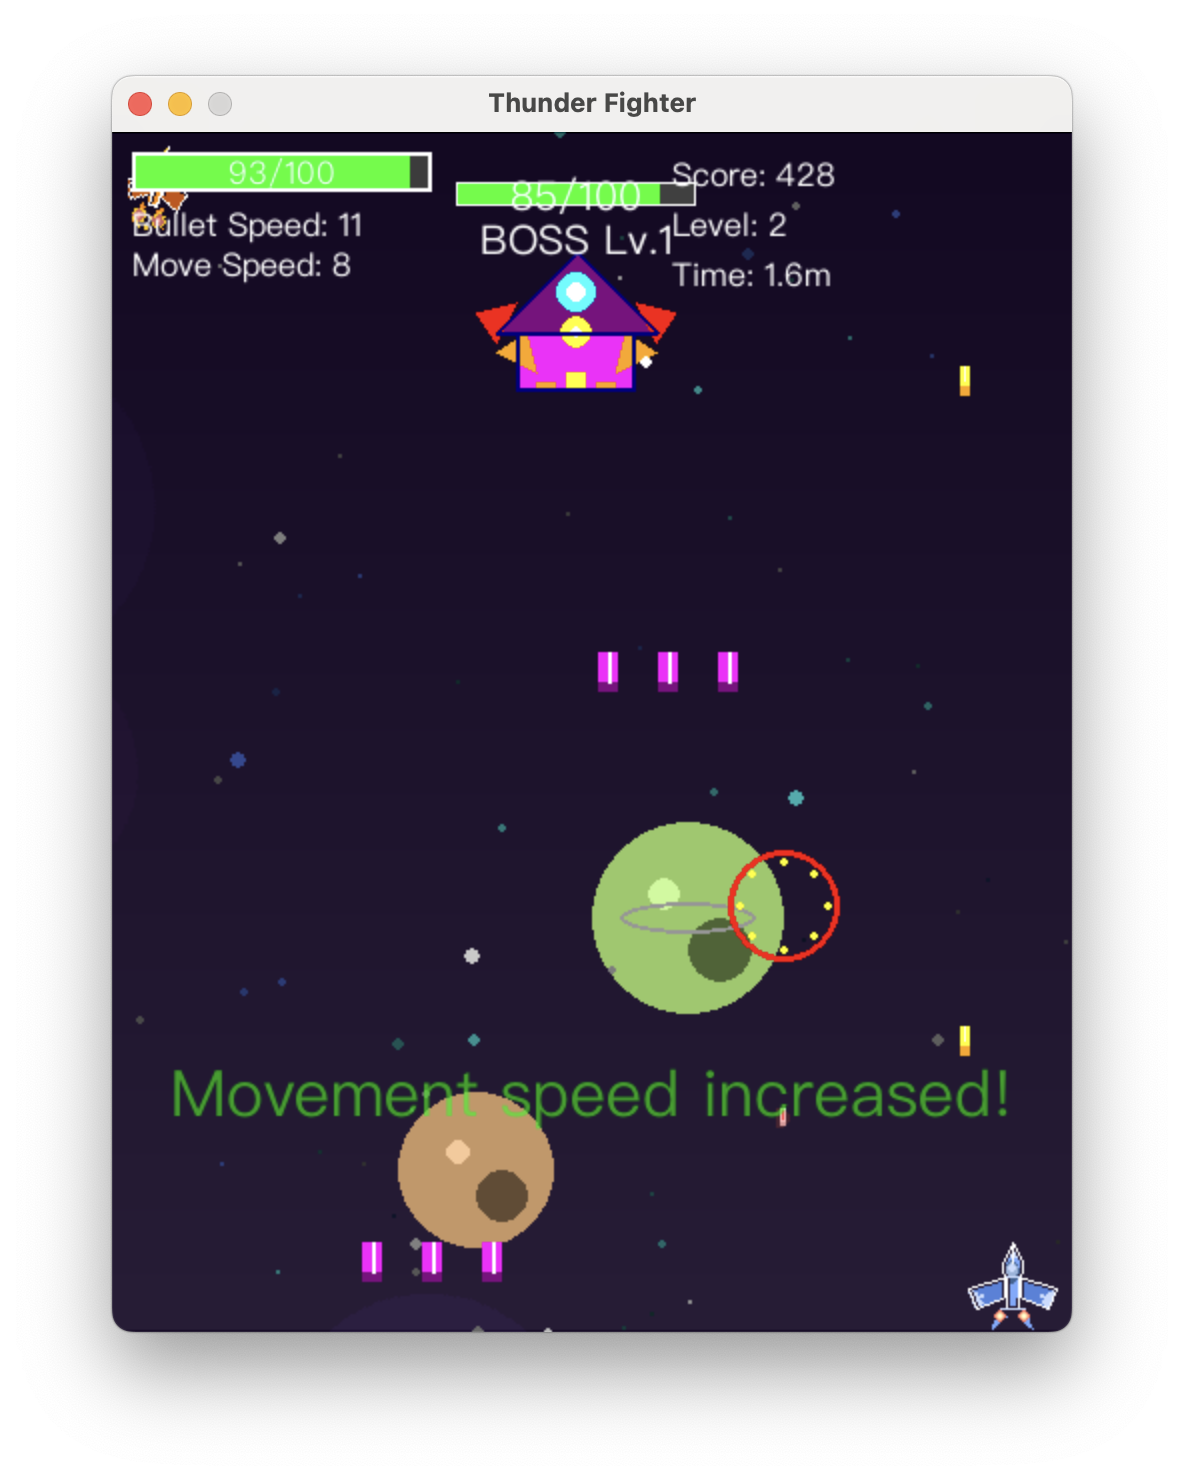 Thunder Fighter
93/100
Bullet Speed: 11
Move Speed: 8
85/100
BOSS Lv.1
Score: 428
Level: 2
Time: 1.6m
Movement speed increased!